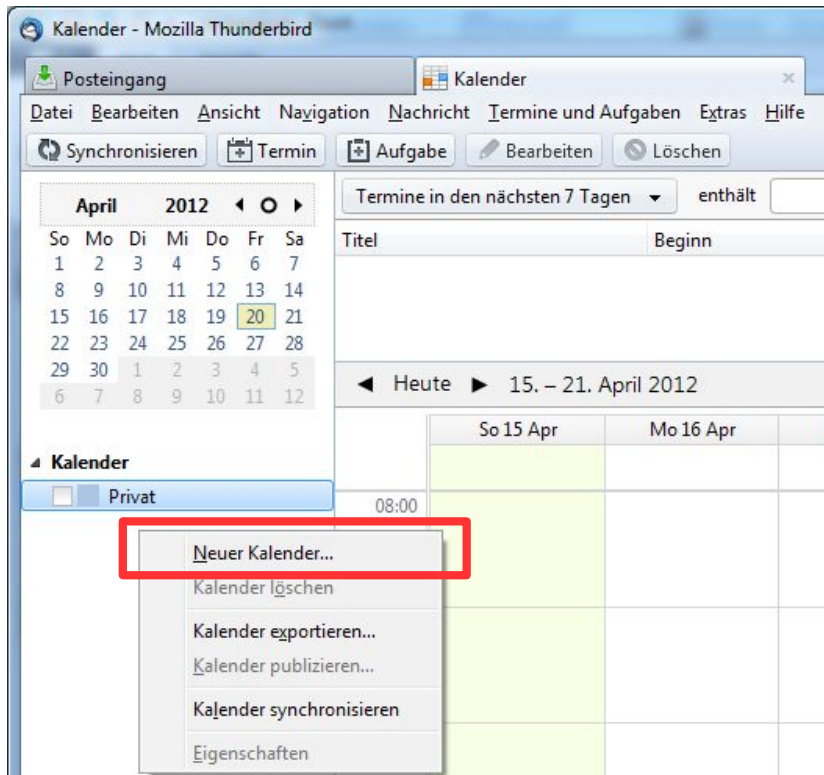 Kalender - Mozilla Thunderbird
Posteingang
Kalender
Datei Bearbeiten Ansicht Navigation Nachricht Termine und Aufgaben Extras Hilfe
Synchronisieren Termin Aufgabe Bearbeiten Löschen
April 2012
Termine in den nächsten 7 Tagen enthält
So Mo Di Mi Do Fr Sa
Titel Beginn
1 2 3 4 5 6 7
8 9 10 11 12 13 14
15 16 17 18 19 20 21
22 23 24 25 26 27 28
29 30 1 2 3 4 5
6 7 8 9 10 11 12
Heute 15. – 21. April 2012
So 15 Apr Mo 16 Apr
Kalender
Privat
08:00
Neuer Kalender...
Kalender löschen
Kalender exportieren...
Kalender publizieren...
Kalender synchronisieren
Eigenschaften